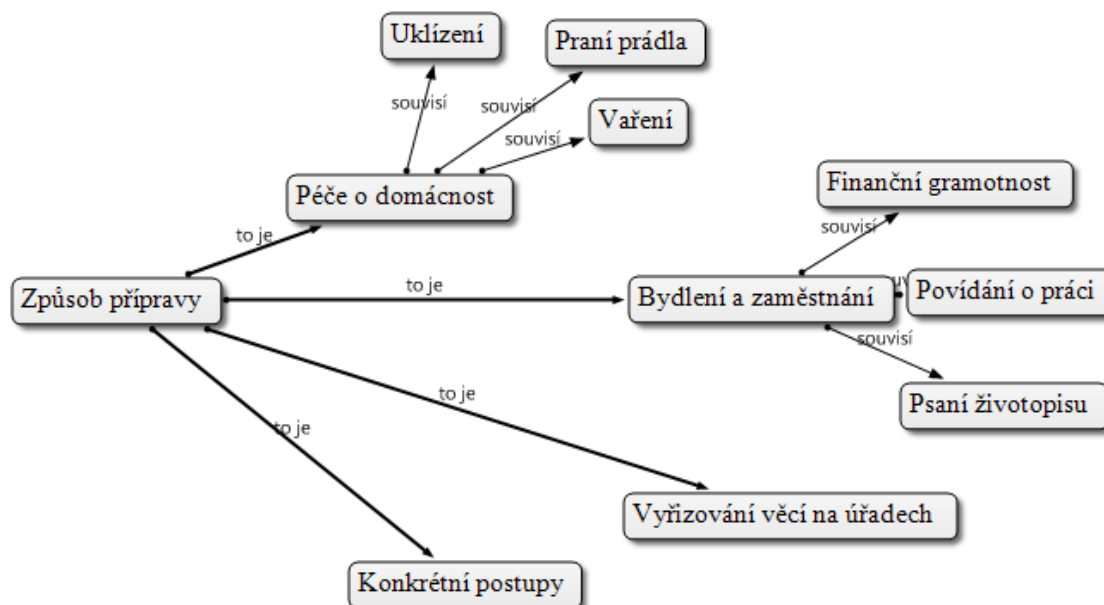 Uklízení
Praní prádla
souvisí
souvisí
Vaření
souvisí
Péče o domácnost
Finanční gramotnost
to je
souvisí
Způsob přípravy
to je
Bydlení a zaměstnání
Povídání o práci
souvisí
Psaní životopisu
to je
to je
Vyřizování věcí na úřadech
Konkrétní postupy